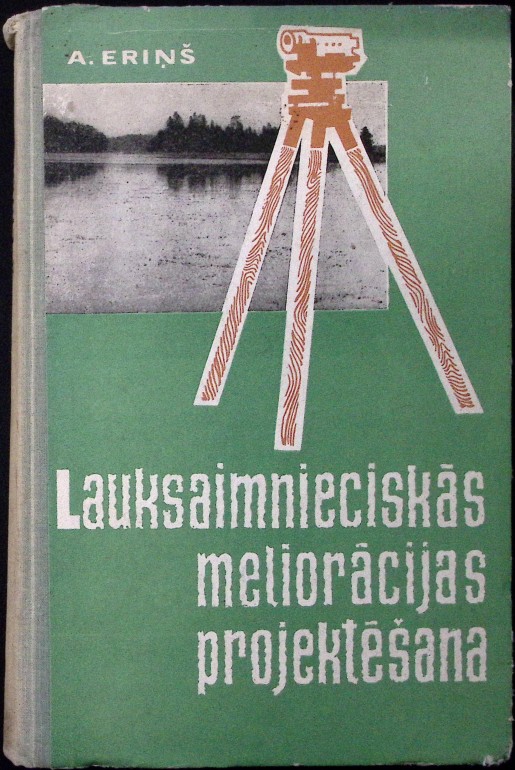 A. ERIŅŠ
Lauksaimnieciskās
meliorācijas
projektēšana